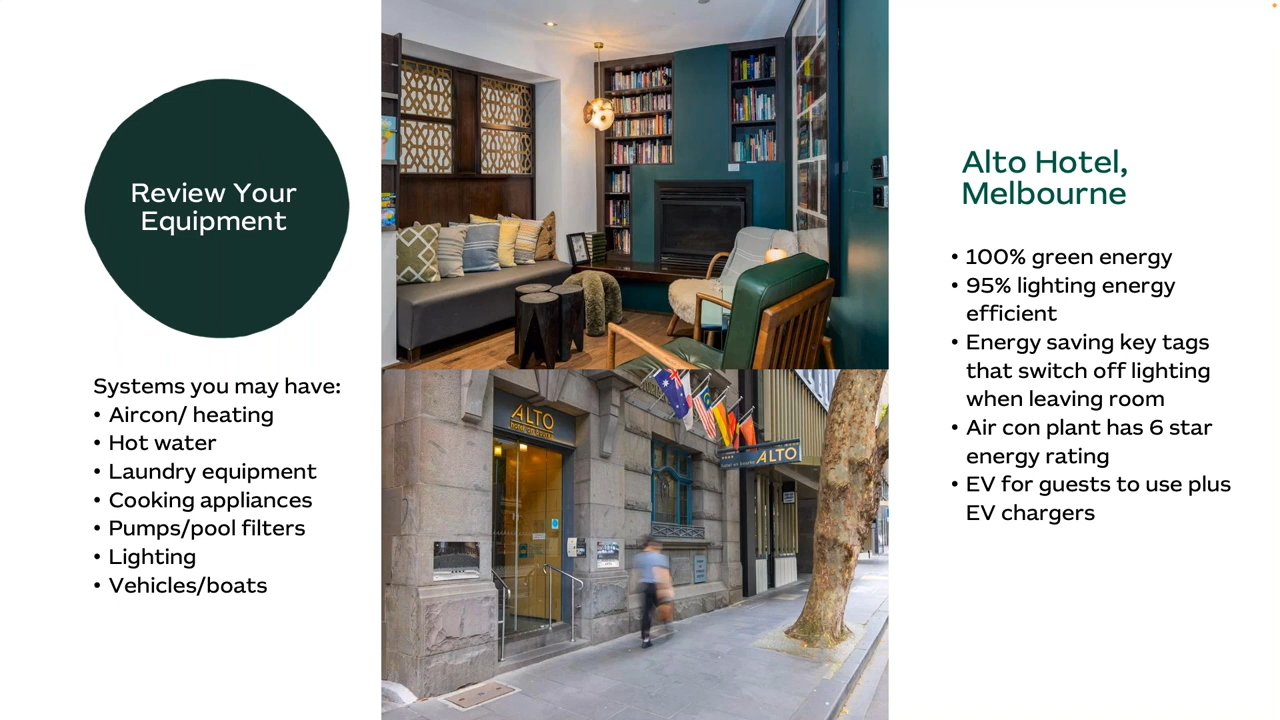 Review Your
Equipment
Systems you may have:
• Aircon/ heating
• Hot water
• Laundry equipment
• Cooking appliances
• Pumps/pool filters
• Lighting
• Vehicles/boats
ALTO
ALTO
Alto Hotel,
Melbourne
• 100% green energy
• 95% lighting energy
efficient
• Energy saving key tags
that switch off lighting
when leaving room
• Air con plant has 6 star
energy rating
• EV for guests to use plus
EV chargers